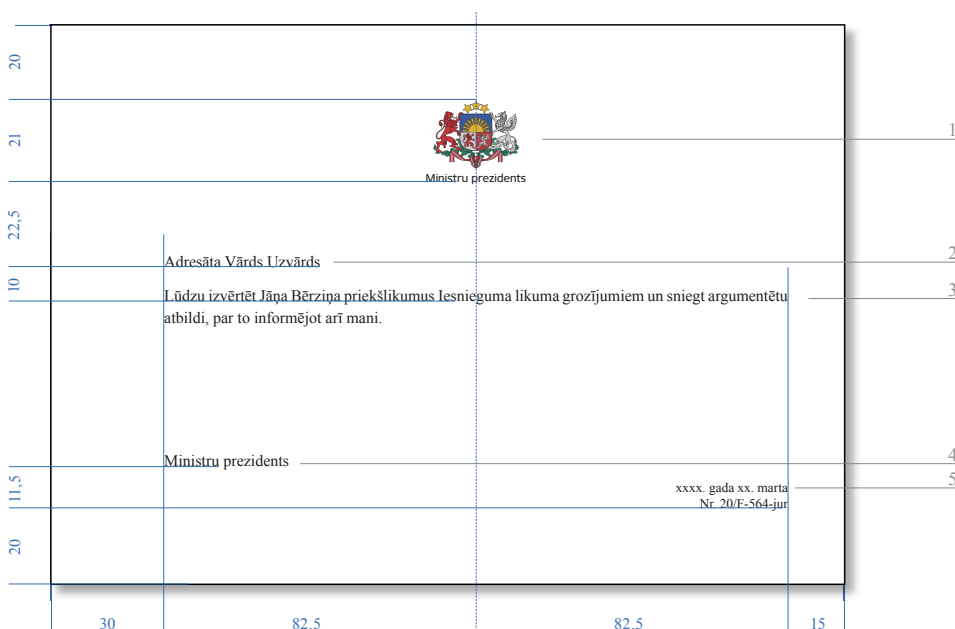 20
21
1
Ministru prezidents
22,5
Adresāta Vārds Uzvārds
2
10
Lūdzu izvērtēt Jāņa Bērziņa priekšlikumus Iesnieguma likuma grozījumiem un sniegt argumentētu
3
atbildi, par to informējot arī mani.
Ministru prezidents
4
11,5
xxxx. gada xx. marta
5
Nr. 20/F-564-jur
20
30
82,5
82,5
15